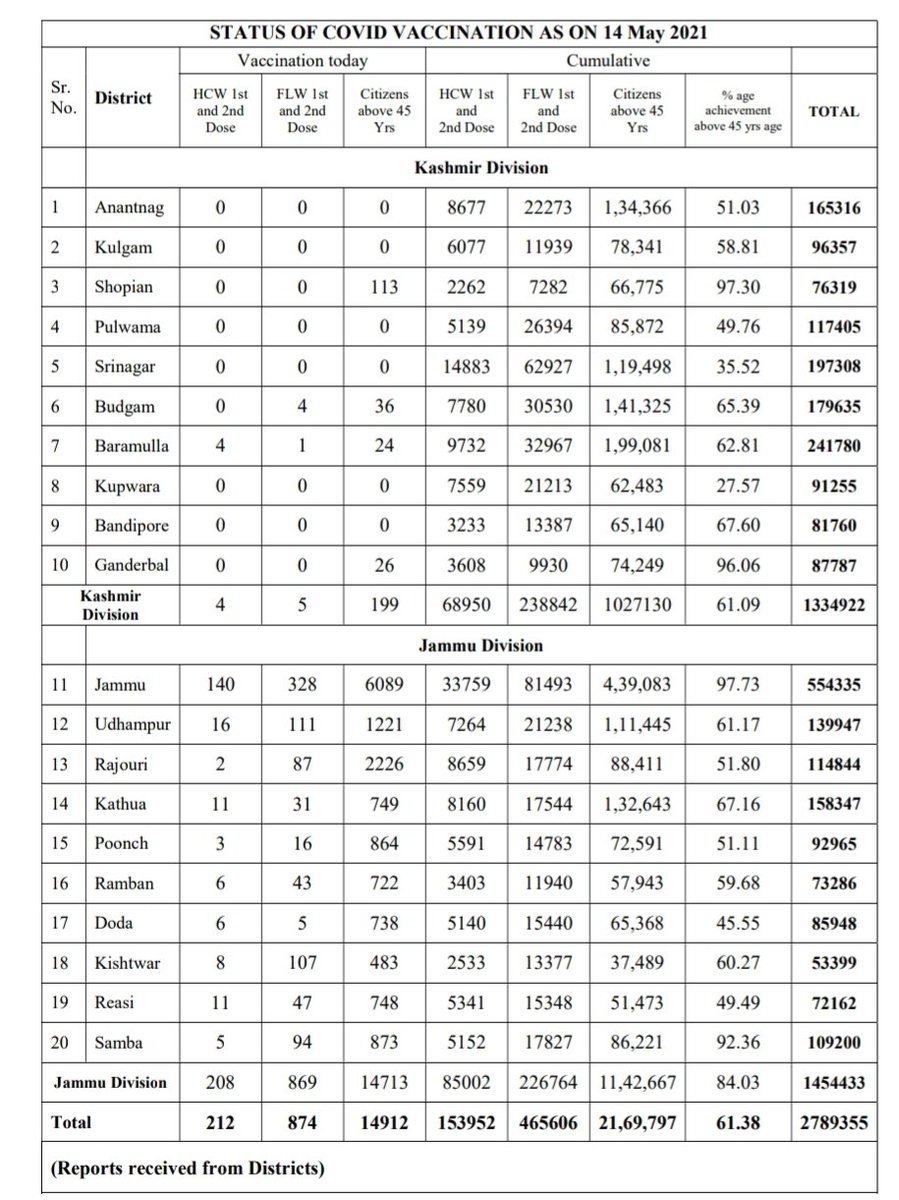 STATUS OF COVID VACCINATION AS ON 14 May 2021
Sr. No. District Vaccination today Cumulative
HCW 1st and 2nd Dose FLW 1st and 2nd Dose Citizens above 45 Yrs HCW 1st and 2nd Dose FLW 1st and 2nd Dose Citizens above 45 Yrs % age achievement above 45 yrs age TOTAL
Kashmir Division
1 Anantnag 0 0 0 8677 22273 1,34,366 51.03 165316
2 Kulgam 0 0 0 6077 11939 78,341 58.81 96357
3 Shopian 0 0 113 2262 7282 66,775 97.30 76319
4 Pulwama 0 0 0 5139 26394 85,872 49.76 117405
5 Srinagar 0 0 0 14883 62927 1,19,498 35.52 197308
6 Budgam 0 4 36 7780 30530 1,41,325 65.39 179635
7 Baramulla 4 1 24 9732 32967 1,99,081 62.81 241780
8 Kupwara 0 0 0 7559 21213 62,483 27.57 91255
9 Bandipore 0 0 0 3233 13387 65,140 67.60 81760
10 Ganderbal 0 0 26 3608 9930 74,249 96.06 87787
Kashmir Division 4 5 199 68950 238842 1027130 61.09 1334922
Jammu Division
11 Jammu 140 328 6089 33759 81493 4,39,083 97.73 554335
12 Udhampur 16 111 1221 7264 21238 1,11,445 61.17 139947
13 Rajouri 2 87 2226 8659 17774 88,411 51.80 114844
14 Kathua 11 31 749 8160 17544 1,32,643 67.16 158347
15 Poonch 3 16 864 5591 14783 72,591 51.11 92965
16 Ramban 6 43 722 3403 11940 57,943 59.68 73286
17 Doda 6 5 738 5140 15440 65,368 45.55 85948
18 Kishtwar 8 107 483 2533 13377 37,489 60.27 53399
19 Reasi 11 47 748 5341 15348 51,473 49.49 72162
20 Samba 5 94 873 5152 17827 86,221 92.36 109200
Jammu Division 208 869 14713 85002 226764 11,42,667 84.03 1454433
Total 212 874 14912 153952 465606 21,69,797 61.38 2789355
(Reports received from Districts)